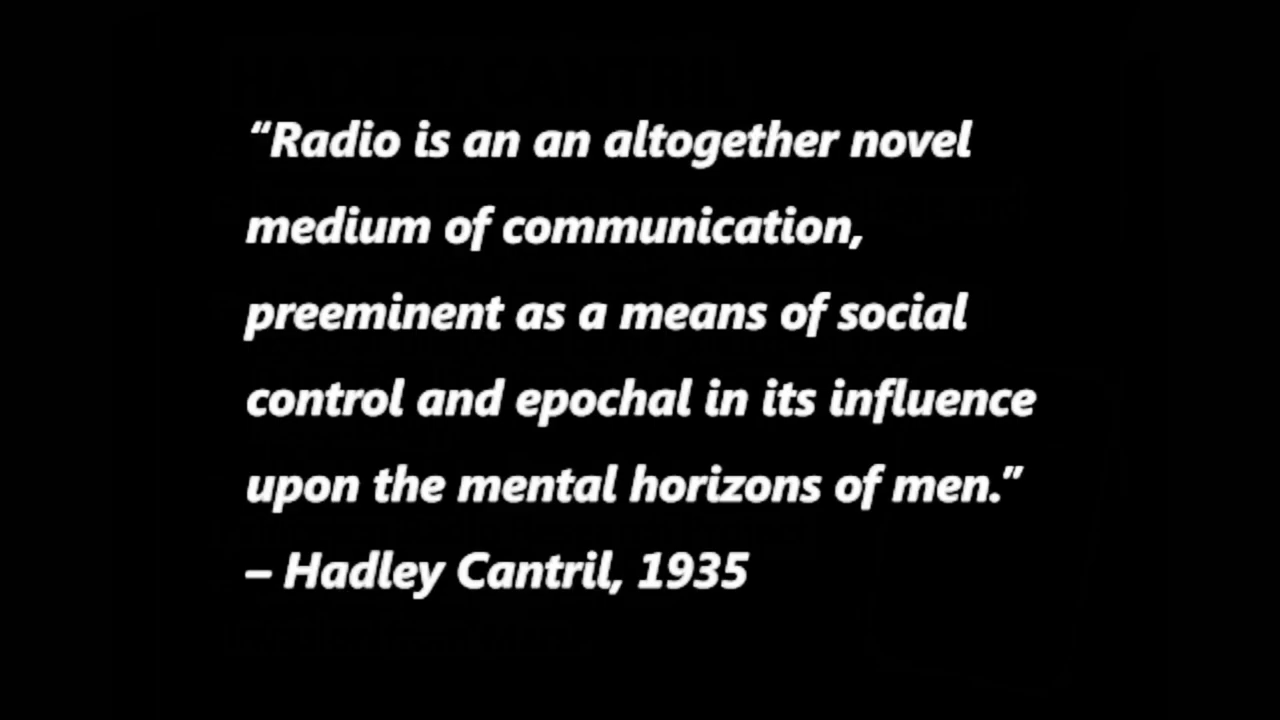 “Radio is an an altogether novel
medium of communication,
preeminent as a means of social
control and epochal in its influence
upon the mental horizons of men.”
– Hadley Cantril, 1935